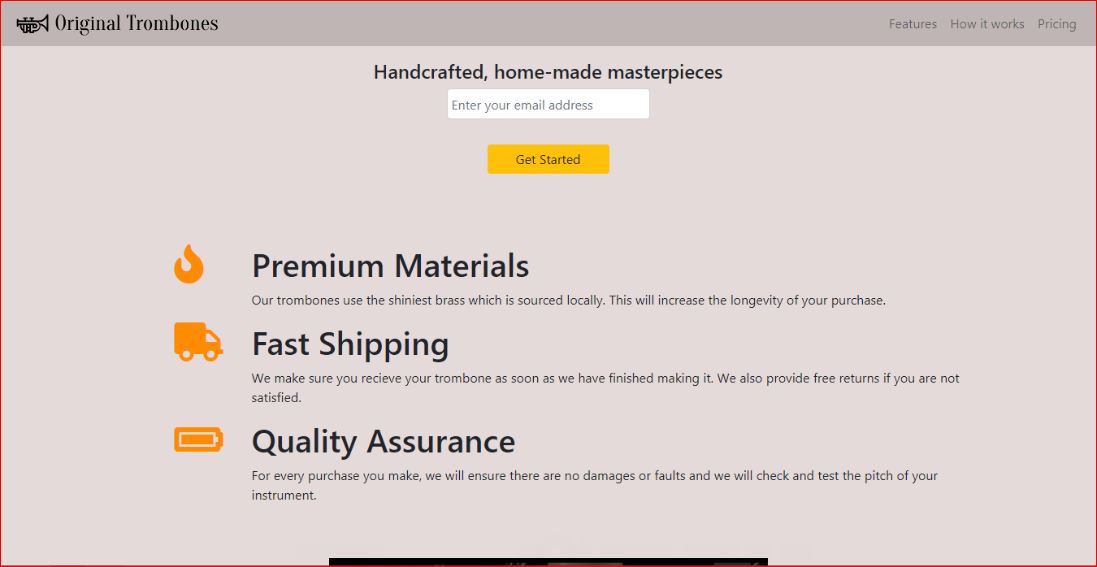 Original Trombones
Features How it works Pricing
Handcrafted, home-made masterpieces
Enter your email address
Get Started
Premium Materials
Our trombones use the shiniest brass which is sourced locally. This will increase the longevity of your purchase.
Fast Shipping
We make sure you recieve your trombone as soon as we have finished making it. We also provide free returns if you are not
satisfied.
Quality Assurance
For every purchase you make, we will ensure there are no damages or faults and we will check and test the pitch of your
instrument.